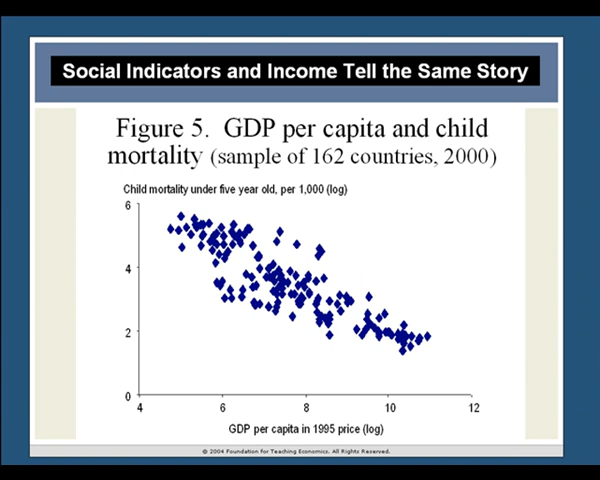 Social Indicators and Income Tell the Same Story
Figure 5. GDP per capita and child
mortality (sample of 162 countries, 2000)
Child mortality under five year old, per 1,000 (log)
6
4
2
0
4 6 8 10 12
GDP per capita in 1995 price (log)
© 2004 Foundation for Teaching Economics. All Rights Reserved.